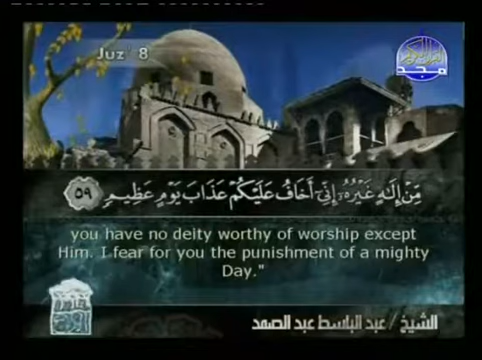 Juz' 8
مجد
مِّنْ إِلَٰهٍ غَيْرُهُۥٓ إِنِّىٓ أَخَافُ عَلَيْكُمْ عَذَابَ يَوْمٍ عَظِيمٍ ٥٩
you have no deity worthy of worship except
Him. I fear for you the punishment of a mighty
Day."
الشيخ / عبد الباسط عبد الصمد